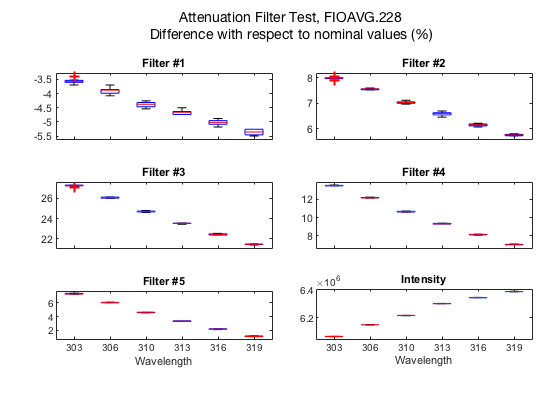 Attenuation Filter Test, FIOAVG.228
Difference with respect to nominal values (%)
Filter #1
-3.5
-4
-4.5
-5
-5.5
Filter #2
8
7
6
Filter #3
26
24
22
Filter #4
12
10
8
Filter #5
6
4
2
303 306 310 313 316 319
Wavelength
Intensity
×10^6
6.4
6.2
303 306 310 313 316 319
Wavelength